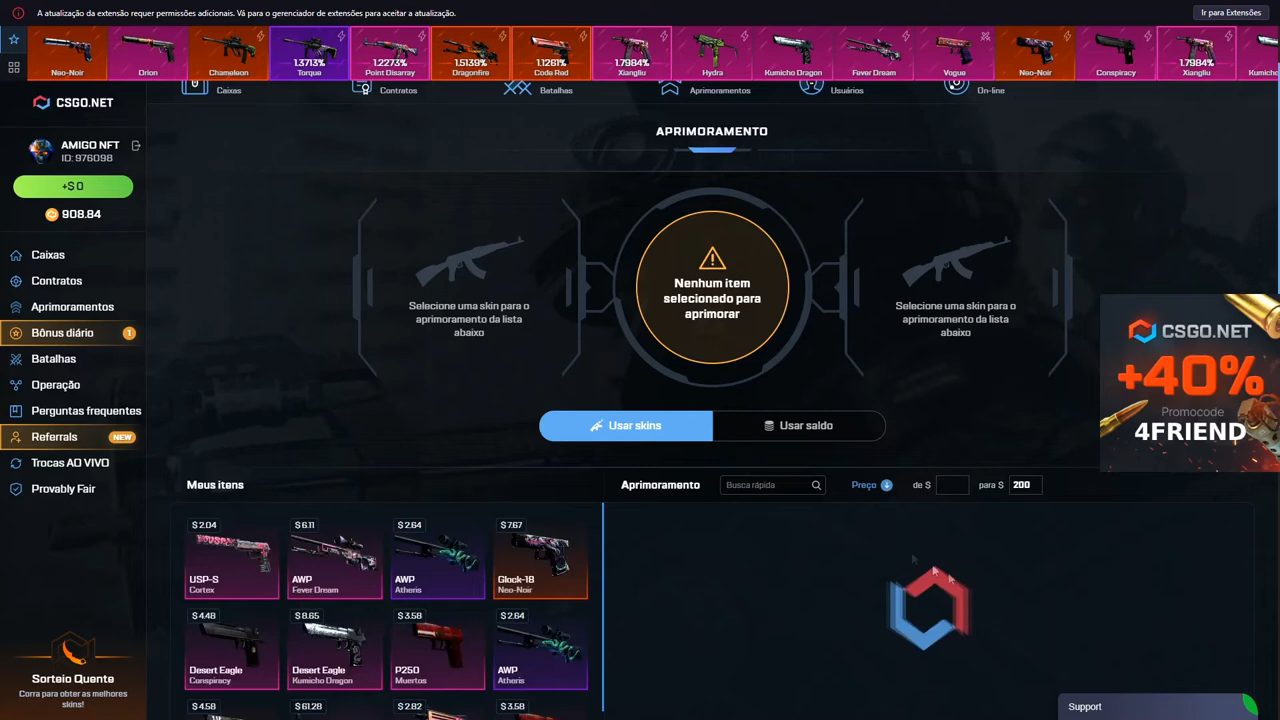 A atualização da extensão requer permissões adicionais. Vá para o gerenciador de extensões para aceitar a atualização.
Ir para Extensões
Neo-Noir
Orion
Chameleon
1.3713%
Torque
1.2273%
Point Disarray
1.5139%
Dragonfire
1.1261%
Code Red
1.7984%
Xiangliu
Hydra
Kumicho Dragon
Fever Dream
Vogue
Neo-Noir
Conspiracy
1.7984%
Xiangliu
Caixas
Contratos
Batalhas
Aprimoramentos
Usuários
On-line
CSGO.NET
AMIGO NFT
ID: 976098
+$ 0
908.84
Caixas
Contratos
Aprimoramentos
Bônus diário 1
Batalhas
Operação
Perguntas frequentes
Referrals NEW
Trocas AO VIVO
Provably Fair
Sorteio Quente
Corra para obter as melhores
skins!
APRIMORAMENTO
Selecione uma skin para o
aprimoramento da lista
abaixo
Nenhum item
selecionado para
aprimorar
Selecione uma skin para o
aprimoramento da lista
abaixo
Usar skins
Usar saldo
CSGO.NET
+40%
Promocode
4FRIEND
Meus itens
Aprimoramento
Busca rápida
Preço
de $
para $ 200
$ 2.04
USP-S
Cortex
$ 6.11
AWP
Fever Dream
$ 2.64
AWP
Atheris
$ 7.67
Glock-18
Neo-Noir
$ 4.48
Desert Eagle
Conspiracy
$ 8.65
Desert Eagle
Kumicho Dragon
$ 3.58
P250
Muertos
$ 2.64
AWP
Atheris
$ 4.58
$ 61.28
$ 2.82
$ 3.58
Support